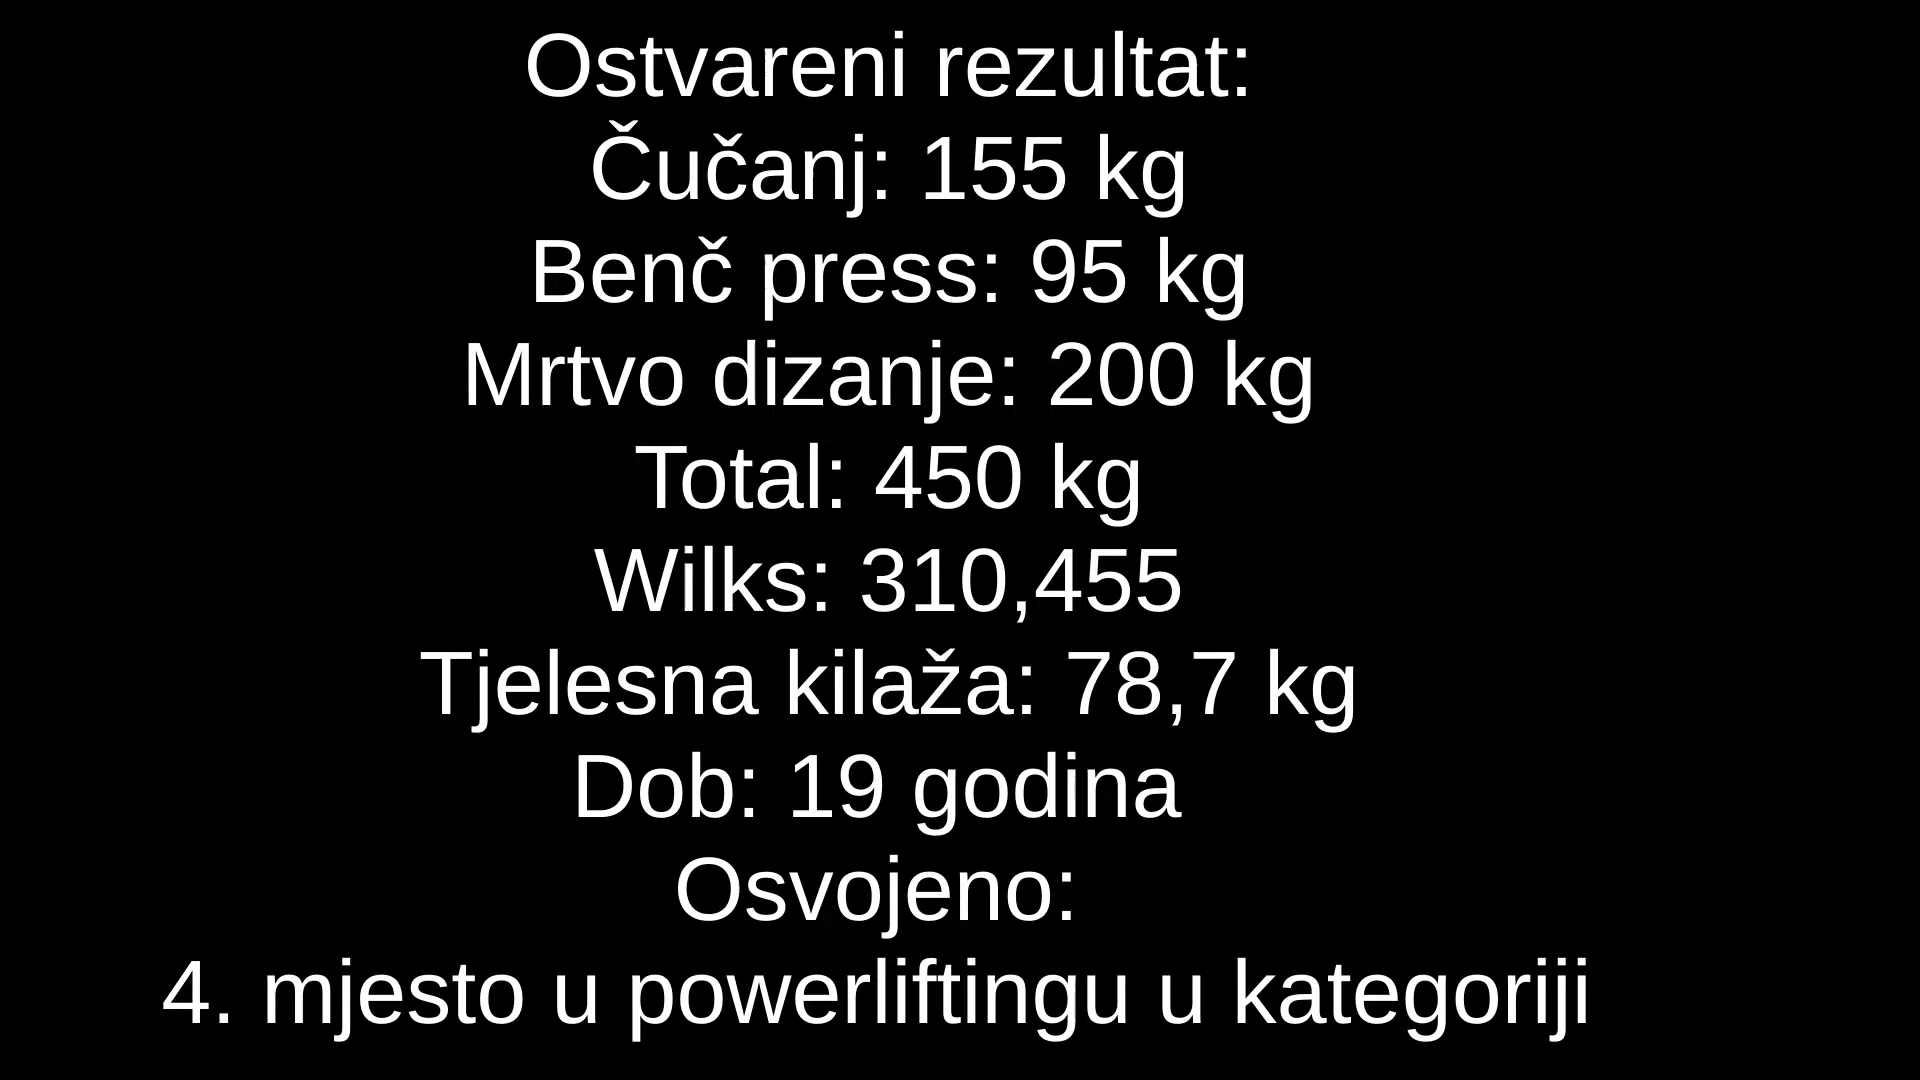 Ostvareni rezultat:
Čučanj: 155 kg
Benč press: 95 kg
Mrtvo dizanje: 200 kg
Total: 450 kg
Wilks: 310,455
Tjelesna kilaža: 78,7 kg
Dob: 19 godina
Osvojeno:
4. mjesto u powerliftingu u kategoriji